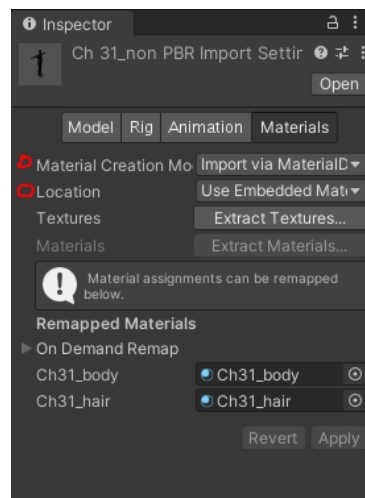 Inspector
Ch 31_non PBR Import Settir
Open
Model Rig Animation Materials
Material Creation Mo Import via MaterialD
Location Use Embedded Mate
Textures Extract Textures...
Materials Extract Materials...
Material assignments can be remapped
below.
Remapped Materials
On Demand Remap
Ch31_body Ch31_body
Ch31_hair Ch31_hair
Revert Apply